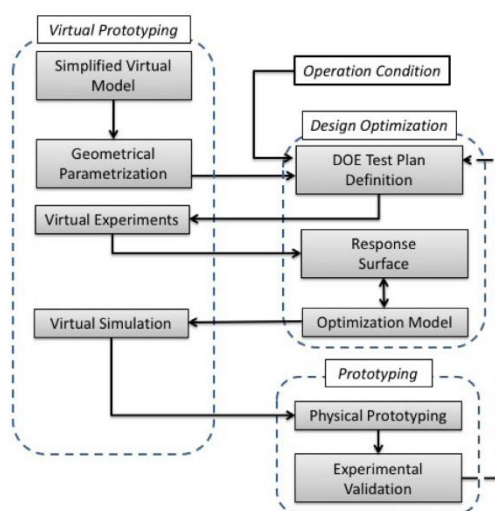 Virtual Prototyping
Simplified Virtual
Model
Operation Condition
Design Optimization
Geometrical
Parametrization
DOE Test Plan
Definition
Virtual Experiments
Response
Surface
Virtual Simulation
Optimization Model
Prototyping
Physical Prototyping
Experimental
Validation